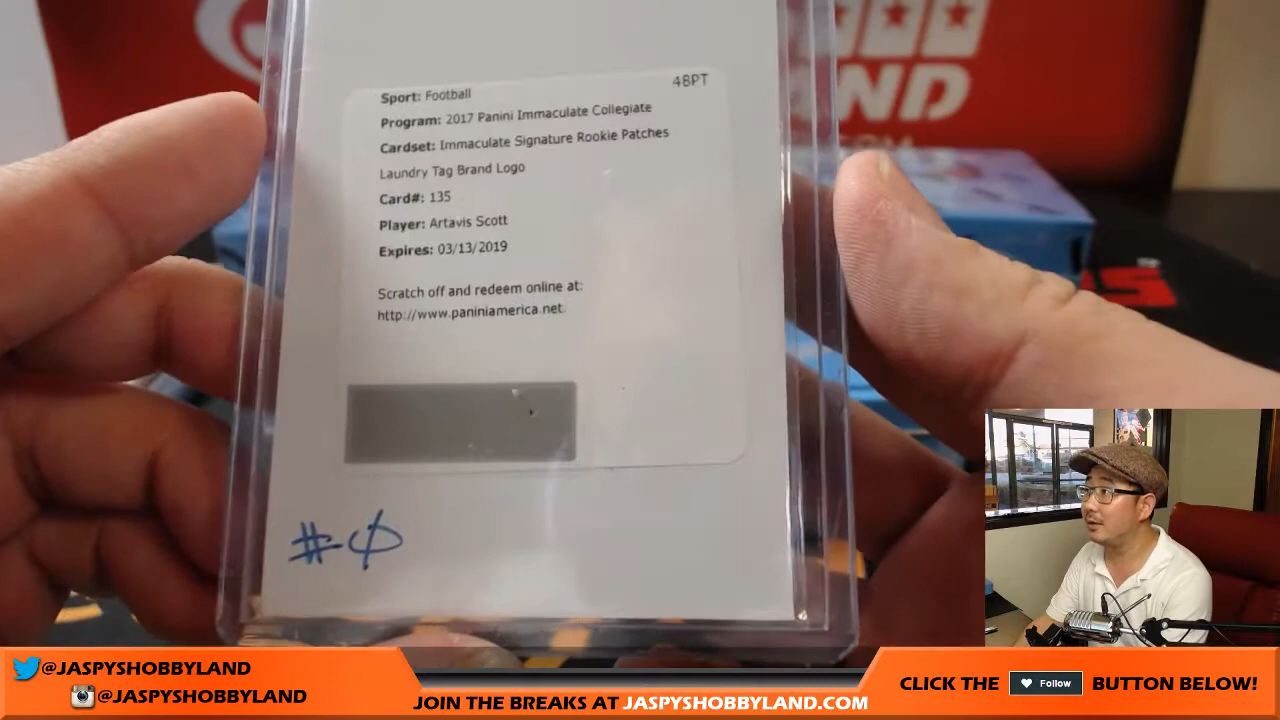 AND
48PT
Sport: Football
Program: 2017 Panini Immaculate Collegiate
Cardset: Immaculate Signature Rookie Patches
Laundry Tag Brand Logo
Card#: 135
Player: Artavis Scott
Expires: 03/13/2019
Scratch off and redeem online at:
http://www.paniniamerica.net.
#0
@JASPYSHOBBYLAND
@JASPYSHOBBYLAND
JOIN THE BREAKS AT JASPYSHOBBYLAND.COM
CLICK THE Follow BUTTON BELOW!